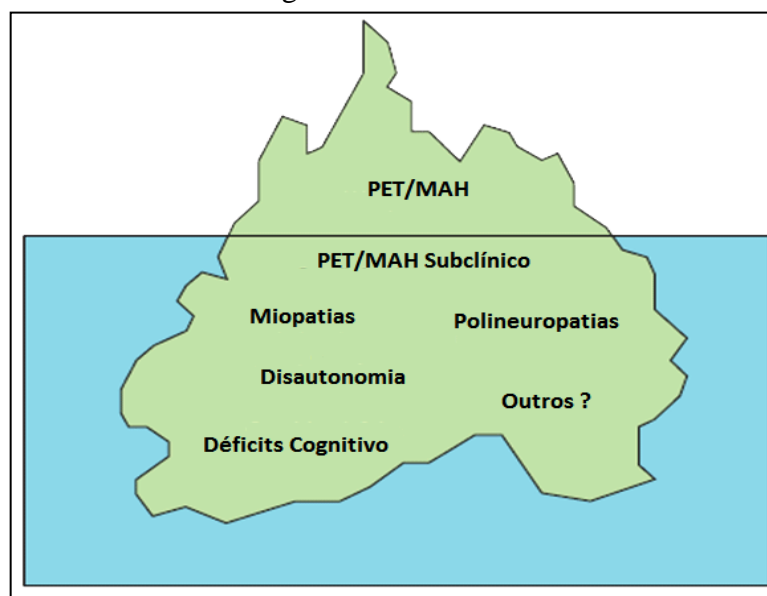 PET/MAH
PET/MAH Subclínico
Miopatias
Polineuropatias
Disautonomia
Outros ?
Déficits Cognitivo